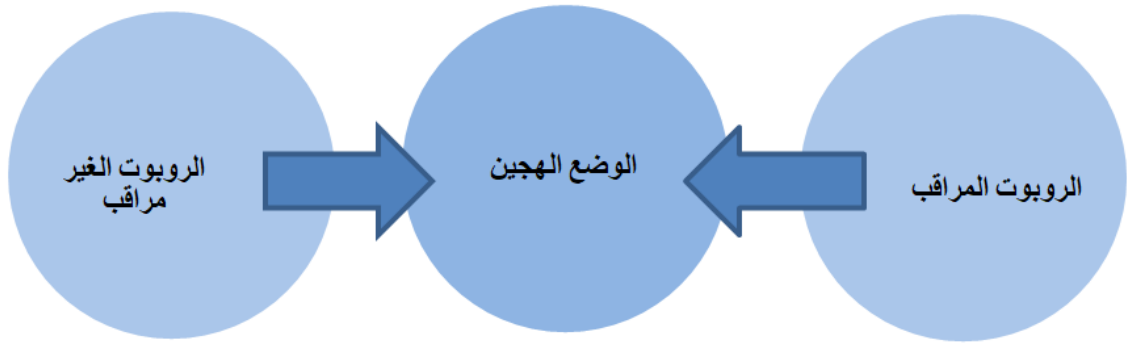 الروبوت المراقب
الوضع الهجين
الروبوت الغير
مراقب